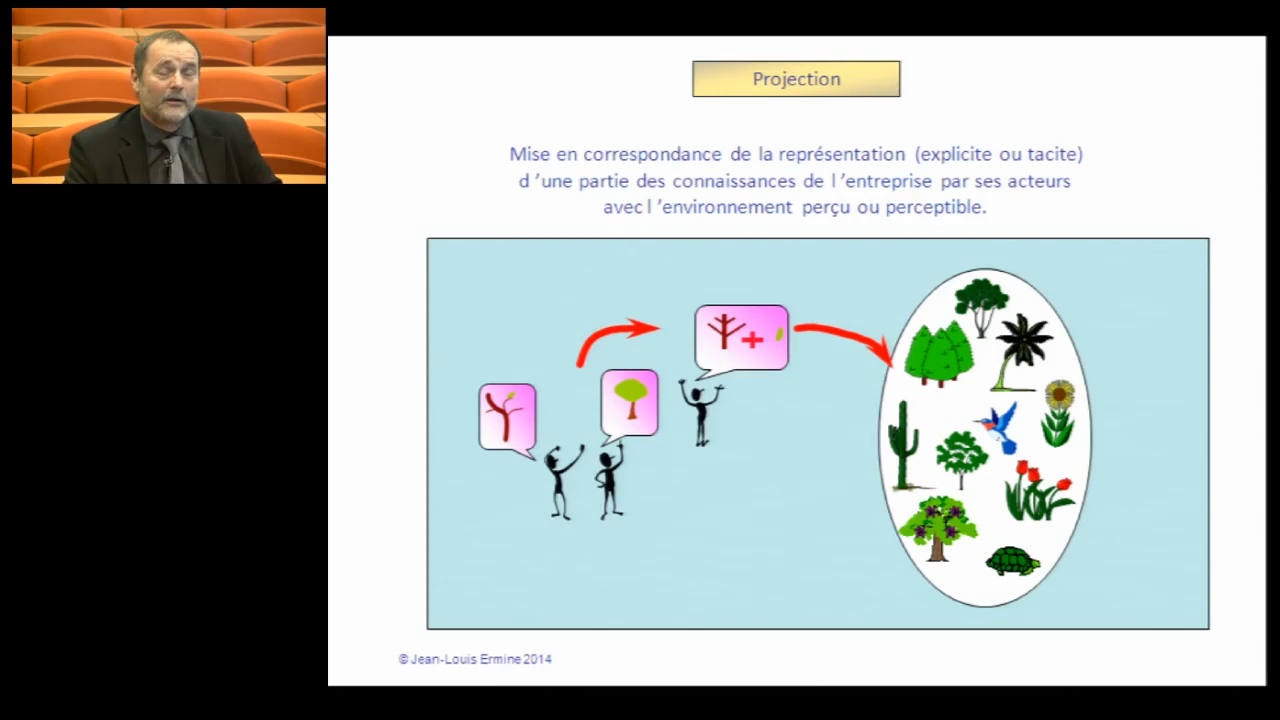 Projection
Mise en correspondance de la représentation (explicite ou tacite)
d ’une partie des connaissances de l ’entreprise par ses acteurs
avec l ’environnement perçu ou perceptible.
© Jean-Louis Ermine 2014